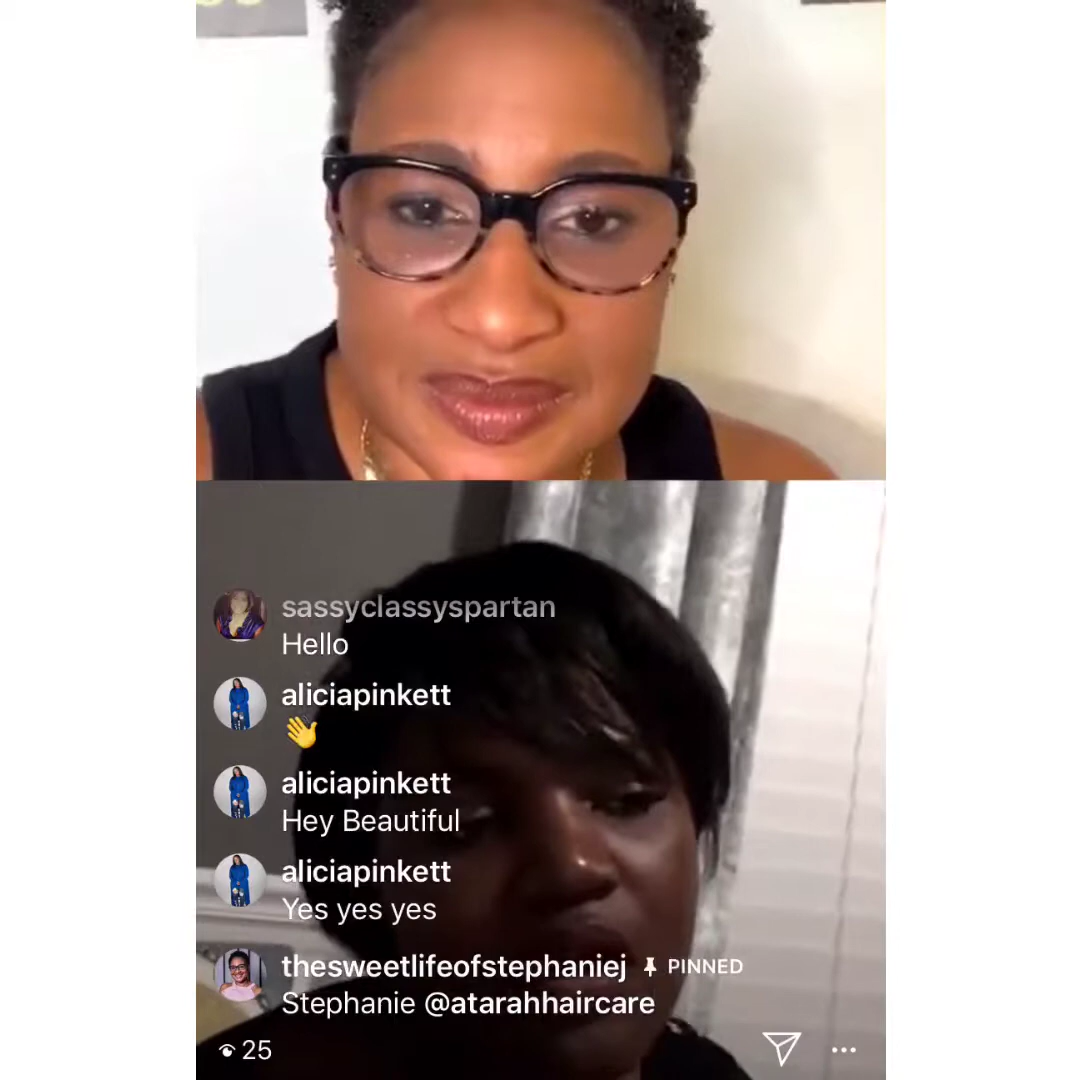 sassyclassyspartan
Hello
aliciapinkett
👋
aliciapinkett
Hey Beautiful
aliciapinkett
Yes yes yes
thesweetlifeofstephaniej PINNED
Stephanie @atarahhaircare
25